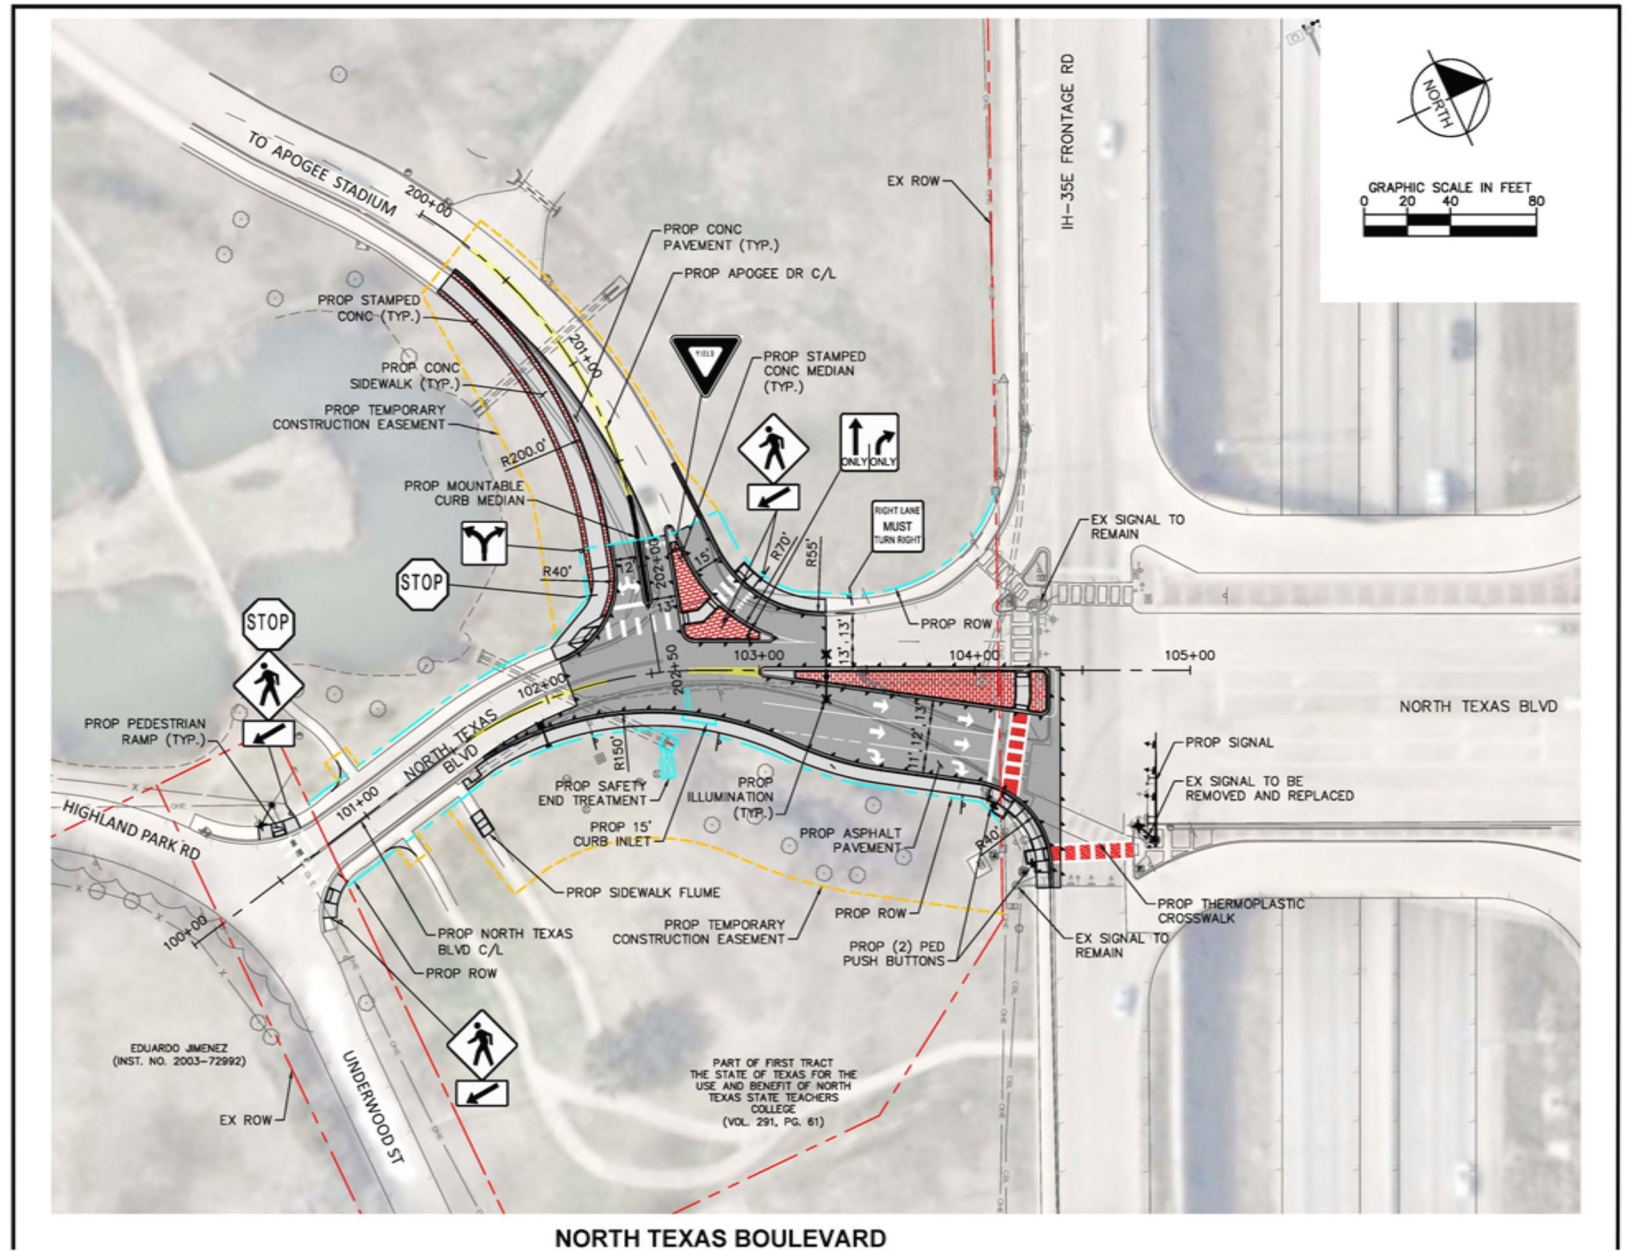 NORTH
GRAPHIC SCALE IN FEET
0 20 40 80
IH-35E FRONTAGE RD
TO APOGEE STADIUM
200+00
EX ROW
PROP CONC
PAVEMENT (TYP.)
PROP APOGEE DR C/L
PROP STAMPED
CONC (TYP.)
201+00
YIELD
PROP STAMPED
CONC MEDIAN
(TYP.)
PROP CONC
SIDEWALK (TYP.)
PROP TEMPORARY
CONSTRUCTION EASEMENT
R200.0'
ONLY ONLY
PROP MOUNTABLE
CURB MEDIAN
RIGHT LANE
MUST
TURN RIGHT
EX SIGNAL TO
REMAIN
R70'
R55'
15'
12'
202+00
R40'
13'
STOP
STOP
PROP ROW
13', 13'
103+00
104+00
105+00
202+50
102+00
NORTH TEXAS
BLVD
NORTH TEXAS BLVD
11', 12', 13'
PROP PEDESTRIAN
RAMP (TYP.)
R150'
PROP SIGNAL
EX SIGNAL TO BE
REMOVED AND REPLACED
PROP SAFETY
END TREATMENT
PROP
ILLUMINATION
(TYP.)
101+00
HIGHLAND PARK RD
PROP 15'
CURB INLET
PROP ASPHALT
PAVEMENT
R40'
PROP SIDEWALK FLUME
PROP THERMOPLASTIC
CROSSWALK
PROP ROW
100+00
PROP NORTH TEXAS
BLVD C/L
PROP TEMPORARY
CONSTRUCTION EASEMENT
PROP (2) PED
PUSH BUTTONS
EX SIGNAL TO
REMAIN
PROP ROW
EDUARDO JIMENEZ
(INST. NO. 2003-72992)
EX ROW
UNDERWOOD ST
PART OF FIRST TRACT
THE STATE OF TEXAS FOR THE
USE AND BENEFIT OF NORTH
TEXAS STATE TEACHERS
COLLEGE
(VOL. 291, PG. 61)
OHE
OHE
OHE
OHE
NORTH TEXAS BOULEVARD